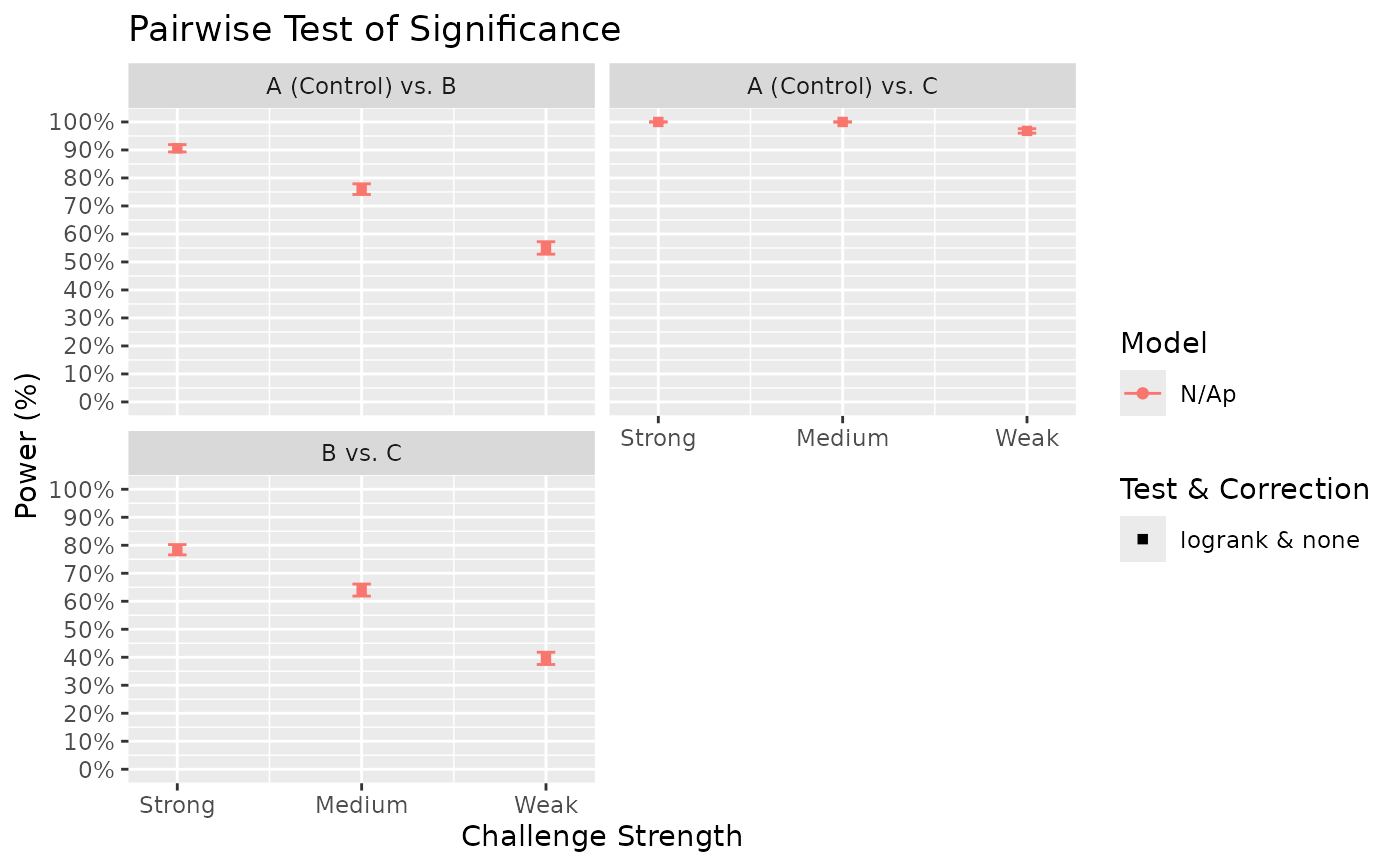 Pairwise Test of Significance
A (Control) vs. B
A (Control) vs. C
100%
90%
80%
70%
60%
50%
40%
30%
20%
10%
0%
Strong Medium Weak
B vs. C
100%
90%
80%
70%
60%
50%
40%
30%
20%
10%
0%
Strong Medium Weak
Challenge Strength
Power (%)
Model
N/Ap
Test & Correction
logrank & none